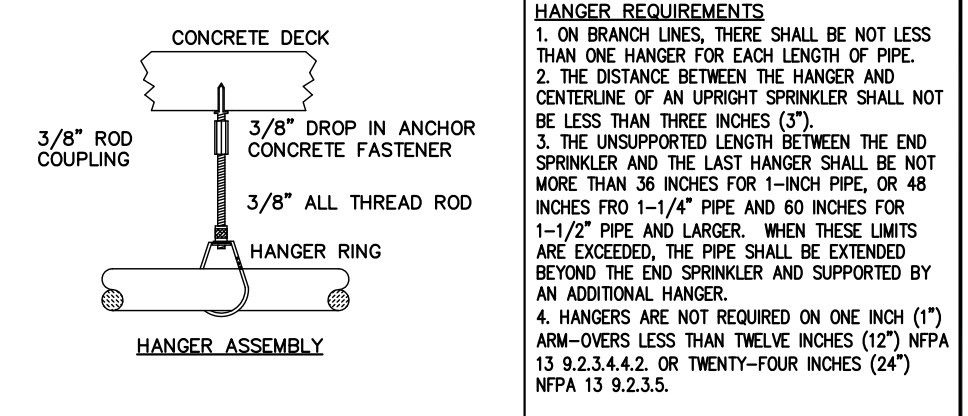 CONCRETE DECK
3/8" ROD
COUPLING
3/8" DROP IN ANCHOR
CONCRETE FASTENER
3/8" ALL THREAD ROD
HANGER RING
HANGER ASSEMBLY
HANGER REQUIREMENTS
1. ON BRANCH LINES, THERE SHALL BE NOT LESS
THAN ONE HANGER FOR EACH LENGTH OF PIPE.
2. THE DISTANCE BETWEEN THE HANGER AND
CENTERLINE OF AN UPRIGHT SPRINKLER SHALL NOT
BE LESS THAN THREE INCHES (3").
3. THE UNSUPPORTED LENGTH BETWEEN THE END
SPRINKLER AND THE LAST HANGER SHALL BE NOT
MORE THAN 36 INCHES FOR 1-INCH PIPE, OR 48
INCHES FRO 1-1/4" PIPE AND 60 INCHES FOR
1-1/2" PIPE AND LARGER. WHEN THESE LIMITS
ARE EXCEEDED, THE PIPE SHALL BE EXTENDED
BEYOND THE END SPRINKLER AND SUPPORTED BY
AN ADDITIONAL HANGER.
4. HANGERS ARE NOT REQUIRED ON ONE INCH (1")
ARM-OVERS LESS THAN TWELVE INCHES (12") NFPA
13 9.2.3.4.4.2. OR TWENTY-FOUR INCHES (24")
NFPA 13 9.2.3.5.